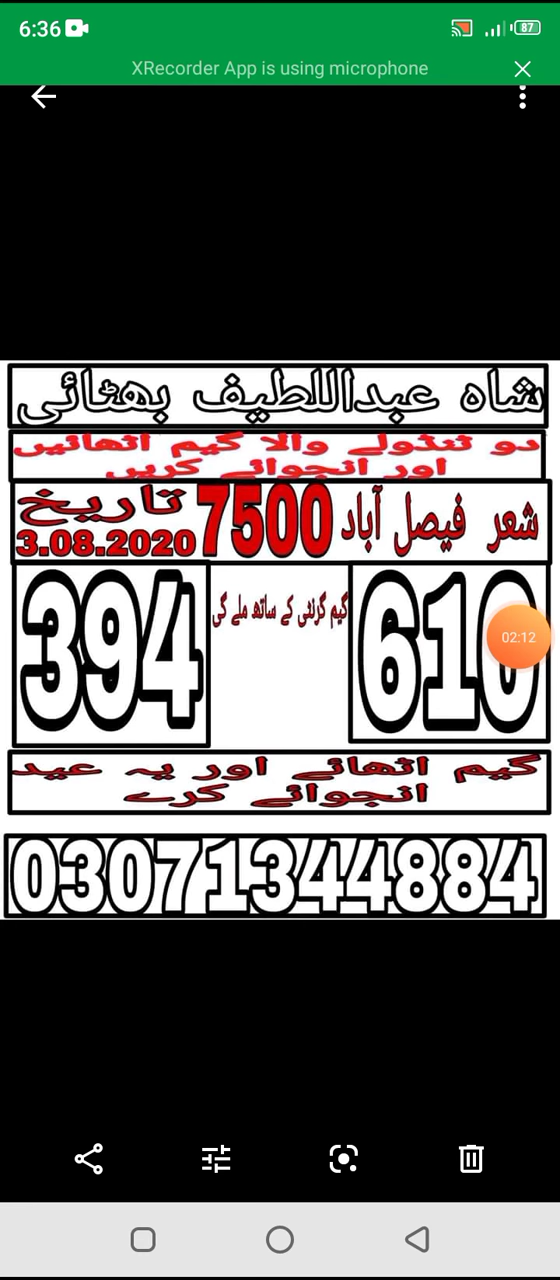 6:36
87
XRecorder App is using microphone
شاہ عبداللطیف بھٹائی
دو ٹنڈولے والا گیم اٹھائیں
اور انجوائے کریں
شعر فیصل آباد 7500 تاریخ
3.08.2020
610 گیم گرنٹی کے ساتھ ملے گی 394
02:12
گیم اٹھائے اور یہ عید
انجوائے کرے
03071344884